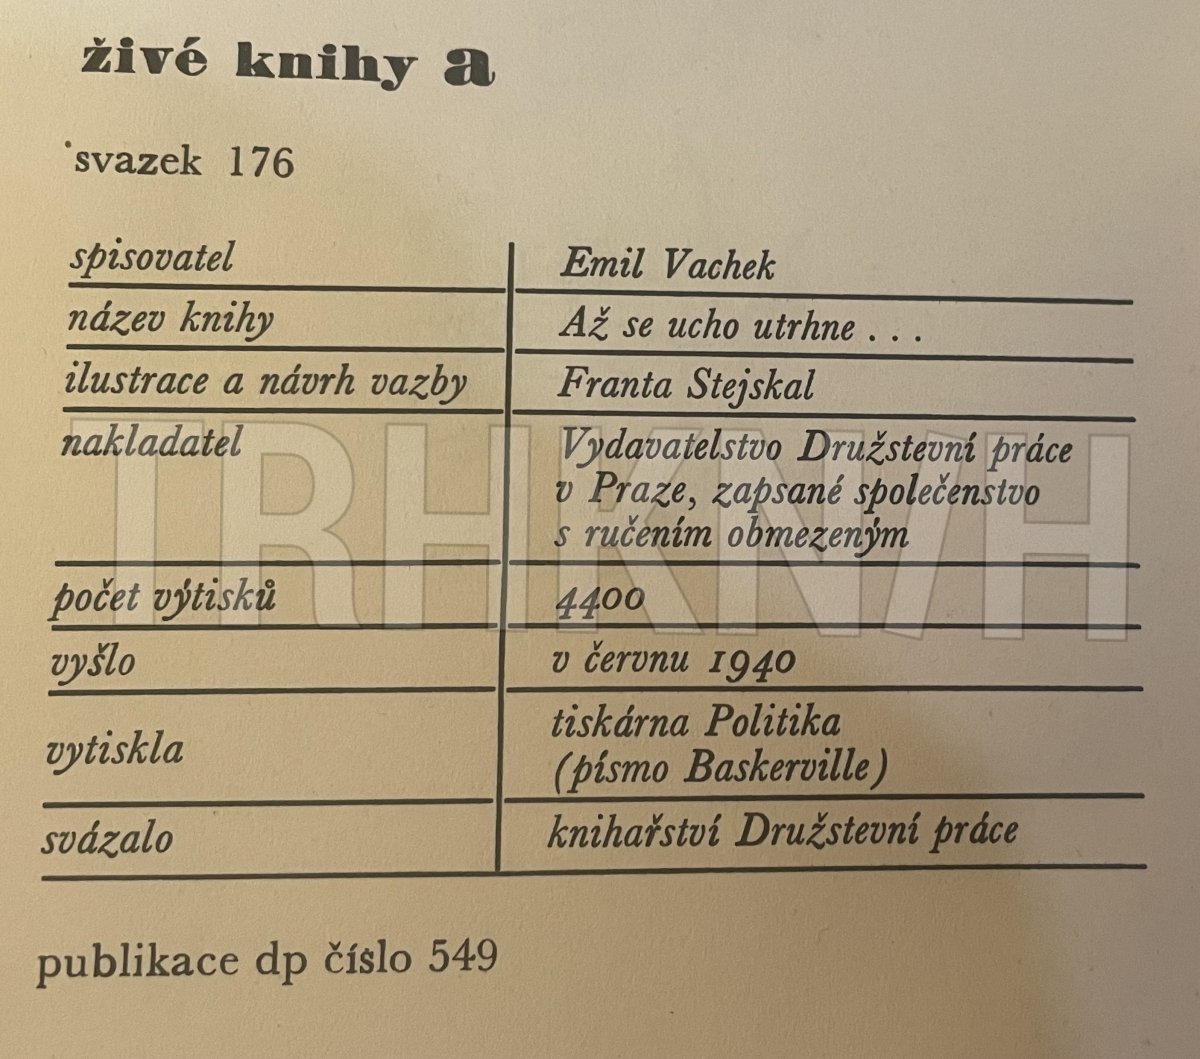 živé knihy a
svazek 176
spisovatel Emil Vachek
název knihy Až se ucho utrhne . . .
ilustrace a návrh vazby Franta Stejskal
nakladatel Vydavatelstvo Družstevní práce
v Praze, zapsané společenstvo
s ručením obmezeným
počet výtisků 4400
vyšlo v červnu 1940
vytiskla tiskárna Politika
(písmo Baskerville)
svázalo knihařství Družstevní práce
publikace dp číslo 549
TRHKNIH